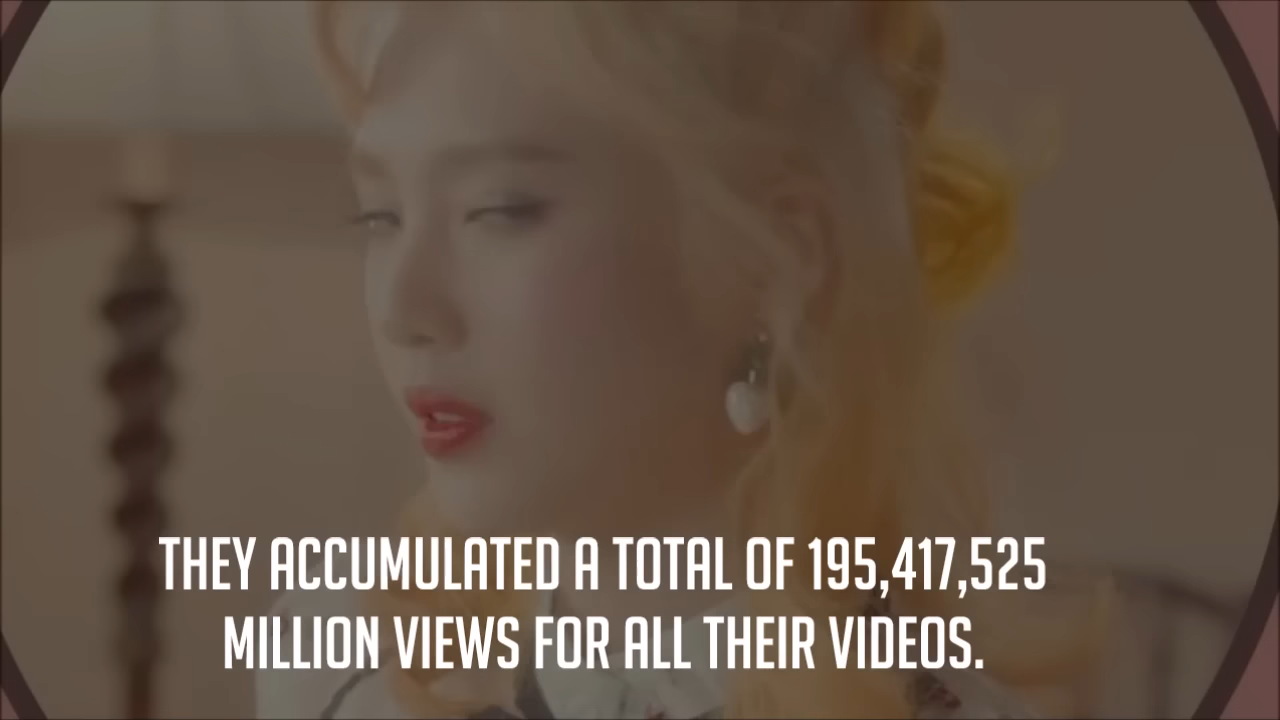 THEY ACCUMULATED A TOTAL OF 195,417,525
MILLION VIEWS FOR ALL THEIR VIDEOS.